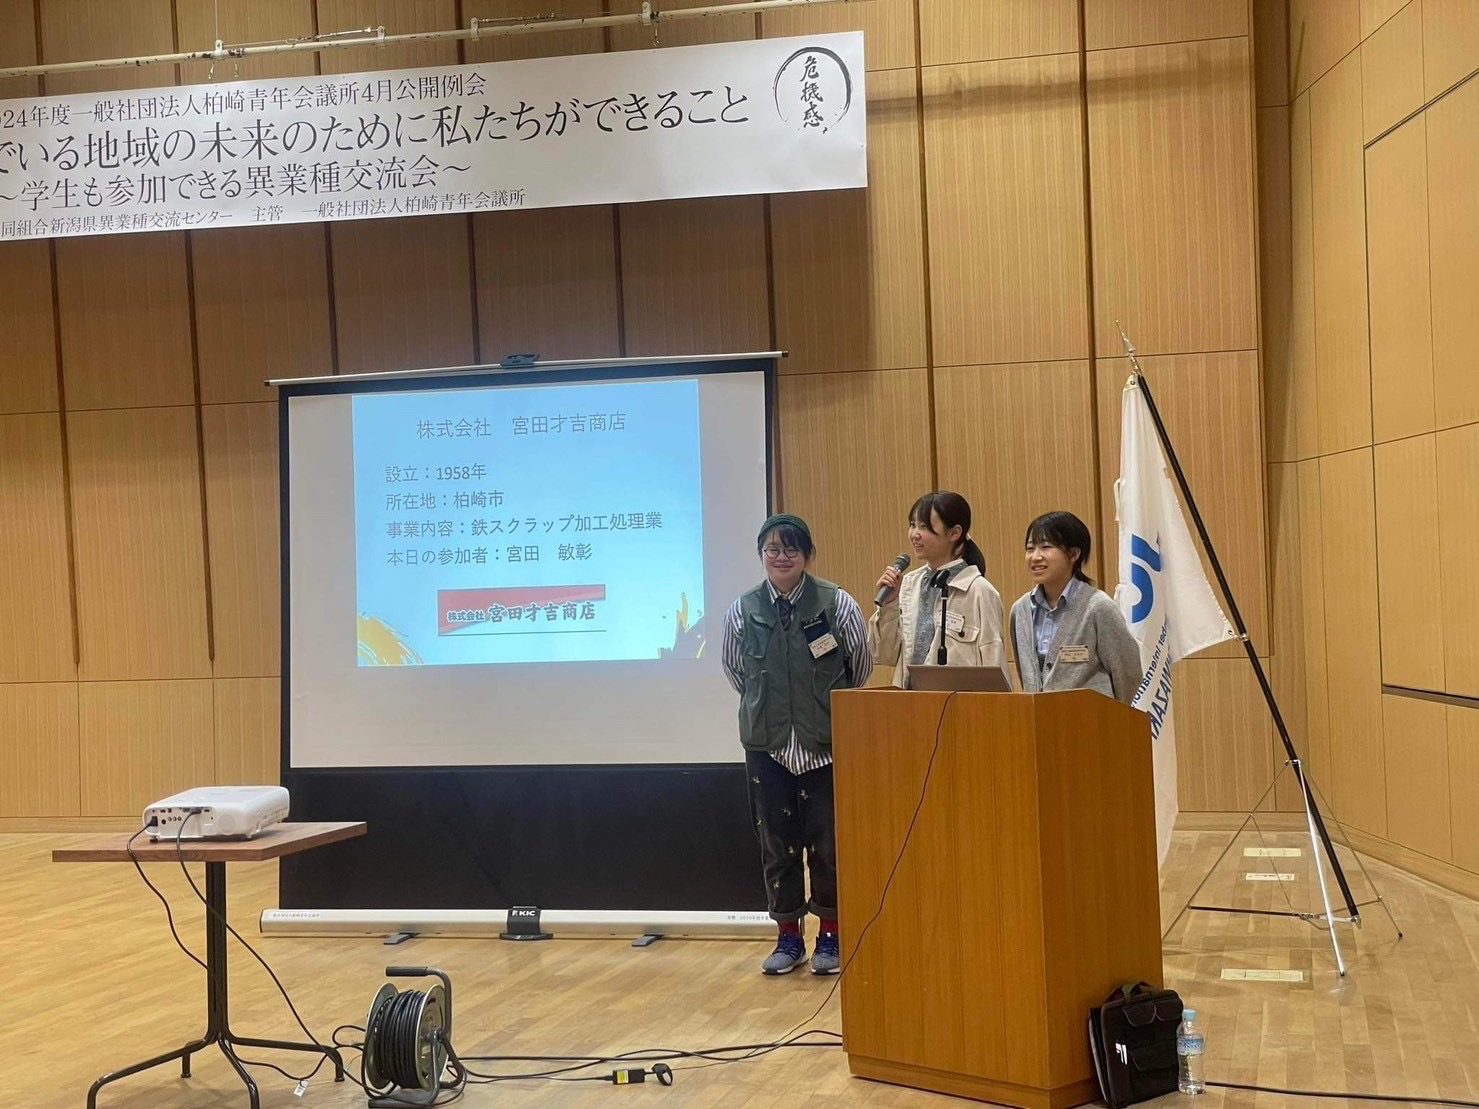 024年度一般社団法人柏崎青年会議所4月公開例会
でいる地域の未来のために私たちができること
～学生も参加できる異業種交流会～
同組合新潟県異業種交流センター　主管　一般社団法人柏崎青年会議所
危機感
株式会社　宮田才吉商店
設立：1958年
所在地：柏崎市
事業内容：鉄スクラップ加工処理業
本日の参加者：宮田　敏彰
株式会社 宮田才吉商店
KIC